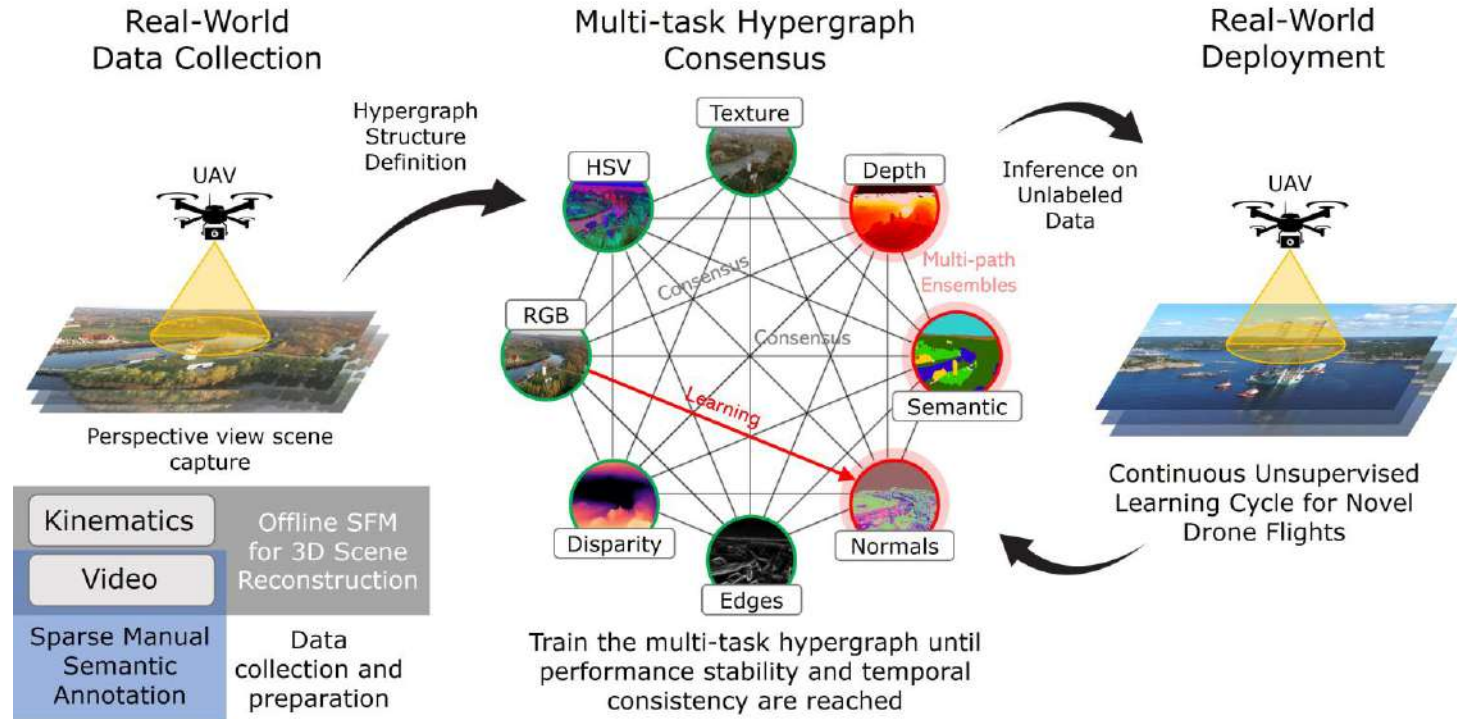 Real-World
Data Collection
Multi-task Hypergraph
Consensus
Real-World
Deployment
Hypergraph
Structure
Definition
UAV
Texture
HSV
Depth
Multi-path
Ensembles
Consensus
Consensus
RGB
Learning
Semantic
Disparity
Normals
Edges
Inference on
Unlabeled
Data
UAV
Perspective view scene
capture
Kinematics
Video
Offline SFM
for 3D Scene
Reconstruction
Sparse Manual
Semantic
Annotation
Data
collection and
preparation
Train the multi-task hypergraph until
performance stability and temporal
consistency are reached
Continuous Unsupervised
Learning Cycle for Novel
Drone Flights